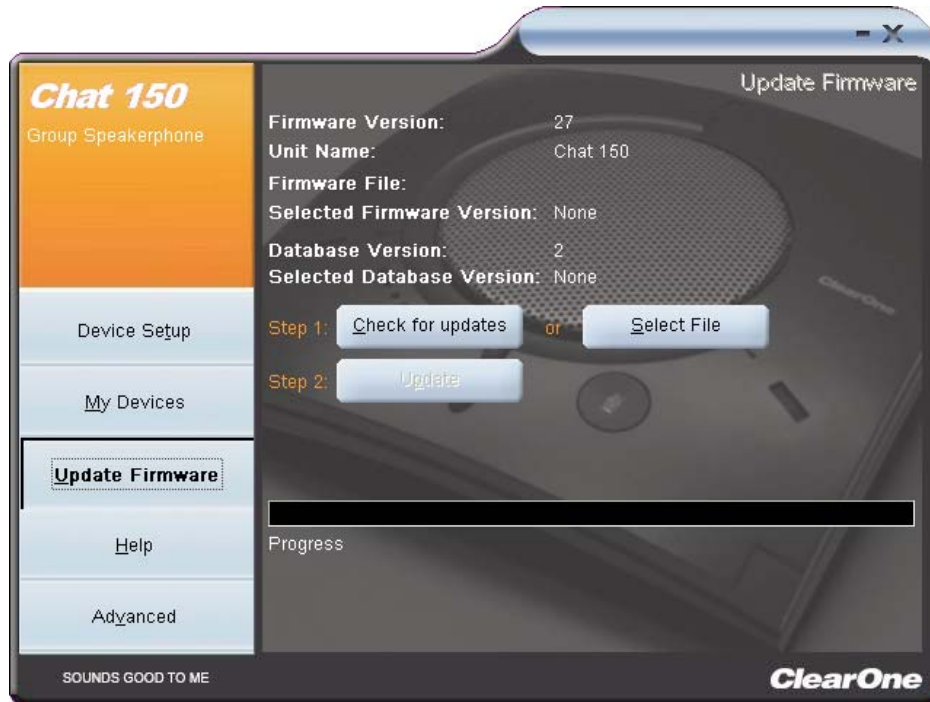 Chat 150
Group Speakerphone
Device Setup
My Devices
Update Firmware
Help
Advanced
SOUNDS GOOD TO ME
Update Firmware
Firmware Version: 27
Unit Name: Chat 150
Firmware File:
Selected Firmware Version: None
Database Version: 2
Selected Database Version: None
Step 1: Check for updates or Select File
Step 2: Update
Progress
ClearOne
ClearOne